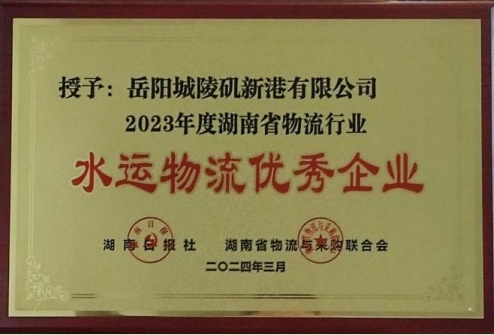 授予：岳阳城陵矶新港有限公司
2023年度湖南省物流行业
水运物流优秀企业
湖南日报社 湖南省物流与采购联合会
二〇二四年三月